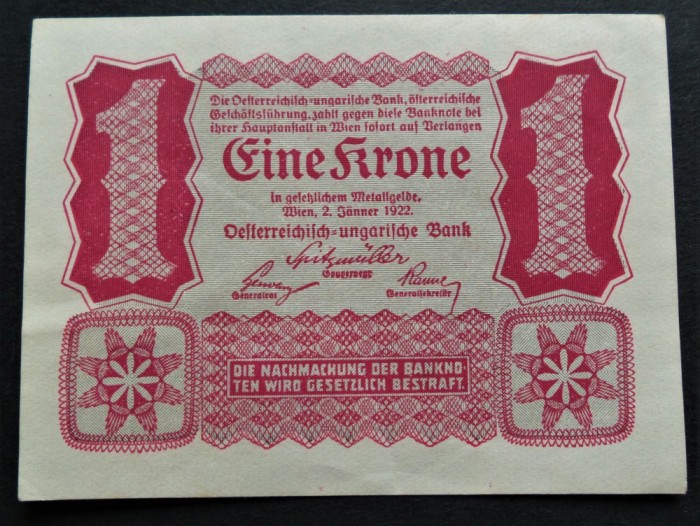 1
1
Die Oesterreichisch-ungarische Bank, österreichische
Geschäftsführung, zahlt gegen diese Banknote bei
ihrer Hauptanstalt in Wien sofort auf Verlangen
Eine Krone
in gesetzlichem Metallgelde.
Wien, 2. Jänner 1922.
Oesterreichisch-ungarische Bank
Spitzmüller
Gouverneur
Generalrat
Generalsekretär
DIE NACHMACHUNG DER BANKNO-
TEN WIRD GESETZLICH BESTRAFT.